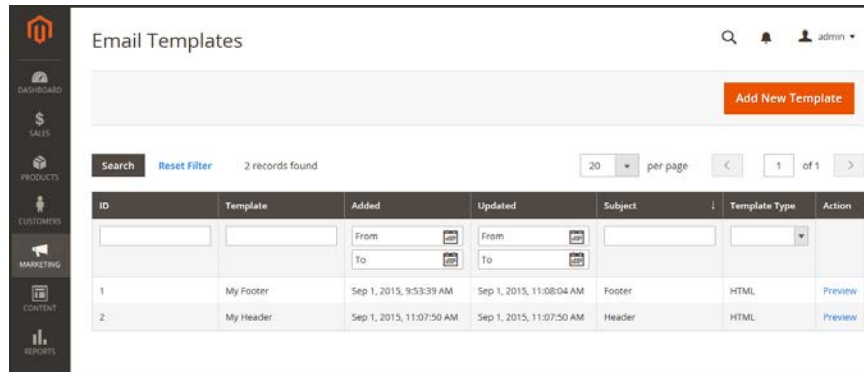 Email Templates
admin
DASHBOARD
Add New Template
SALES
Search Reset Filter 2 records found 20 per page 1 of 1
PRODUCTS
ID Template Added Updated Subject ↓ Template Type Action
CUSTOMERS
From From
To To
MARKETING
1 My Footer Sep 1, 2015, 9:53:39 AM Sep 1, 2015, 11:08:04 AM Footer HTML Preview
CONTENT
2 My Header Sep 1, 2015, 11:07:50 AM Sep 1, 2015, 11:07:50 AM Header HTML Preview
REPORTS